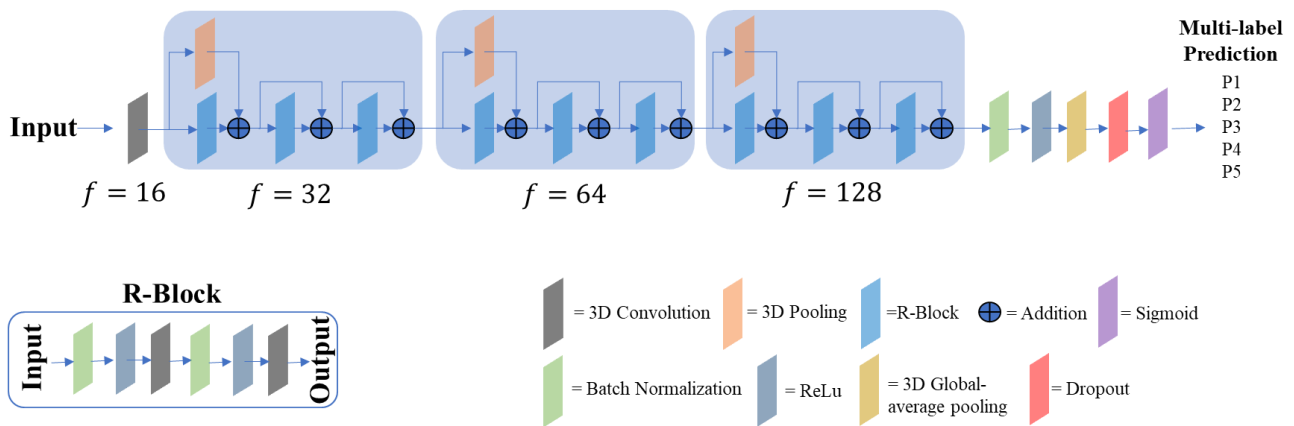 Multi-label
Prediction
P1
P2
P3
P4
P5
Input
f = 16
f = 32
f = 64
f = 128
R-Block
Input
Output
= 3D Convolution
= 3D Pooling
=R-Block
= Addition
= Sigmoid
= Batch Normalization
= ReLu
= 3D Global-
average pooling
= Dropout